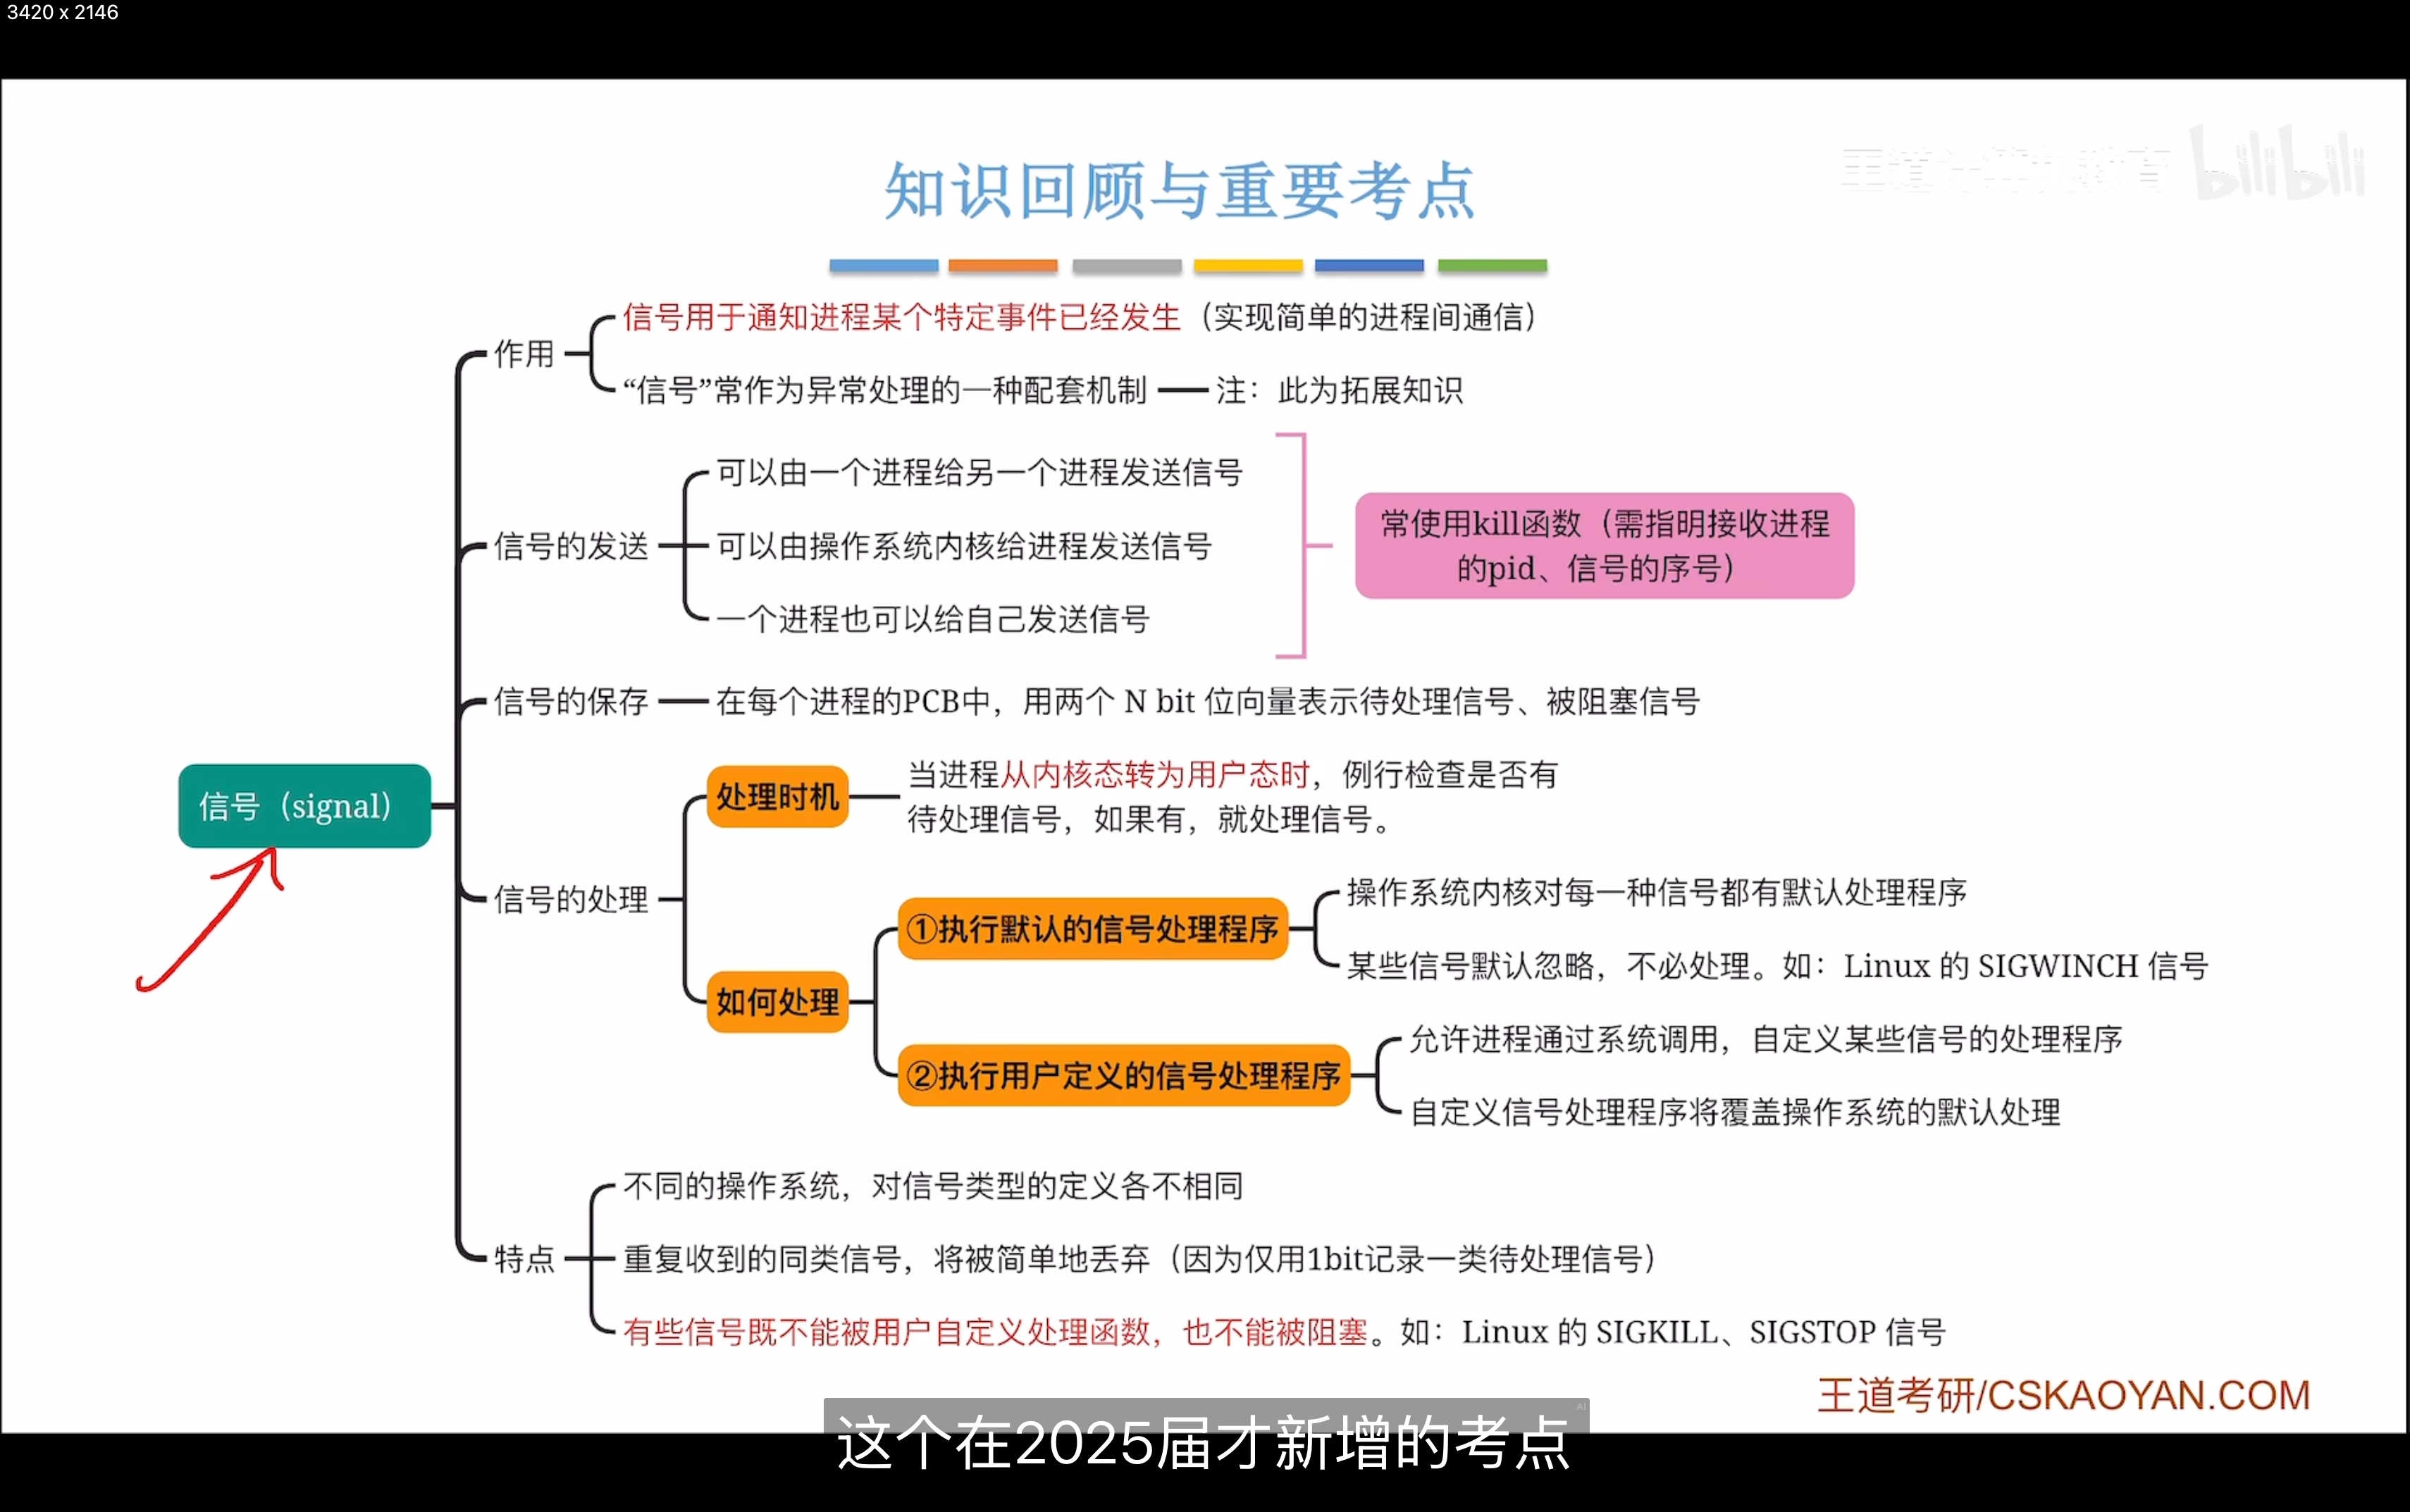 3420 x 2146
bilibili
知识回顾与重要考点
作用
信号用于通知进程某个特定事件已经发生（实现简单的进程间通信）
“信号”常作为异常处理的一种配套机制
注：此为拓展知识
信号的发送
可以由一个进程给另一个进程发送信号
可以由操作系统内核给进程发送信号
一个进程也可以给自己发送信号
常使用kill函数（需指明接收进程
的pid、信号的序号）
信号的保存
在每个进程的PCB中，用两个 N bit 位向量表示待处理信号、被阻塞信号
信号（signal）
信号的处理
处理时机
当进程从内核态转为用户态时，例行检查是否有
待处理信号，如果有，就处理信号。
如何处理
①执行默认的信号处理程序
操作系统内核对每一种信号都有默认处理程序
某些信号默认忽略，不必处理。如：Linux 的 SIGWINCH 信号
②执行用户定义的信号处理程序
允许进程通过系统调用，自定义某些信号的处理程序
自定义信号处理程序将覆盖操作系统的默认处理
特点
不同的操作系统，对信号类型的定义各不相同
重复收到的同类信号，将被简单地丢弃（因为仅用1bit记录一类待处理信号）
有些信号既不能被用户自定义处理函数，也不能被阻塞。如：Linux 的 SIGKILL、SIGSTOP 信号
王道考研/CSKAOYAN.COM
AI
这个在2025届才新增的考点